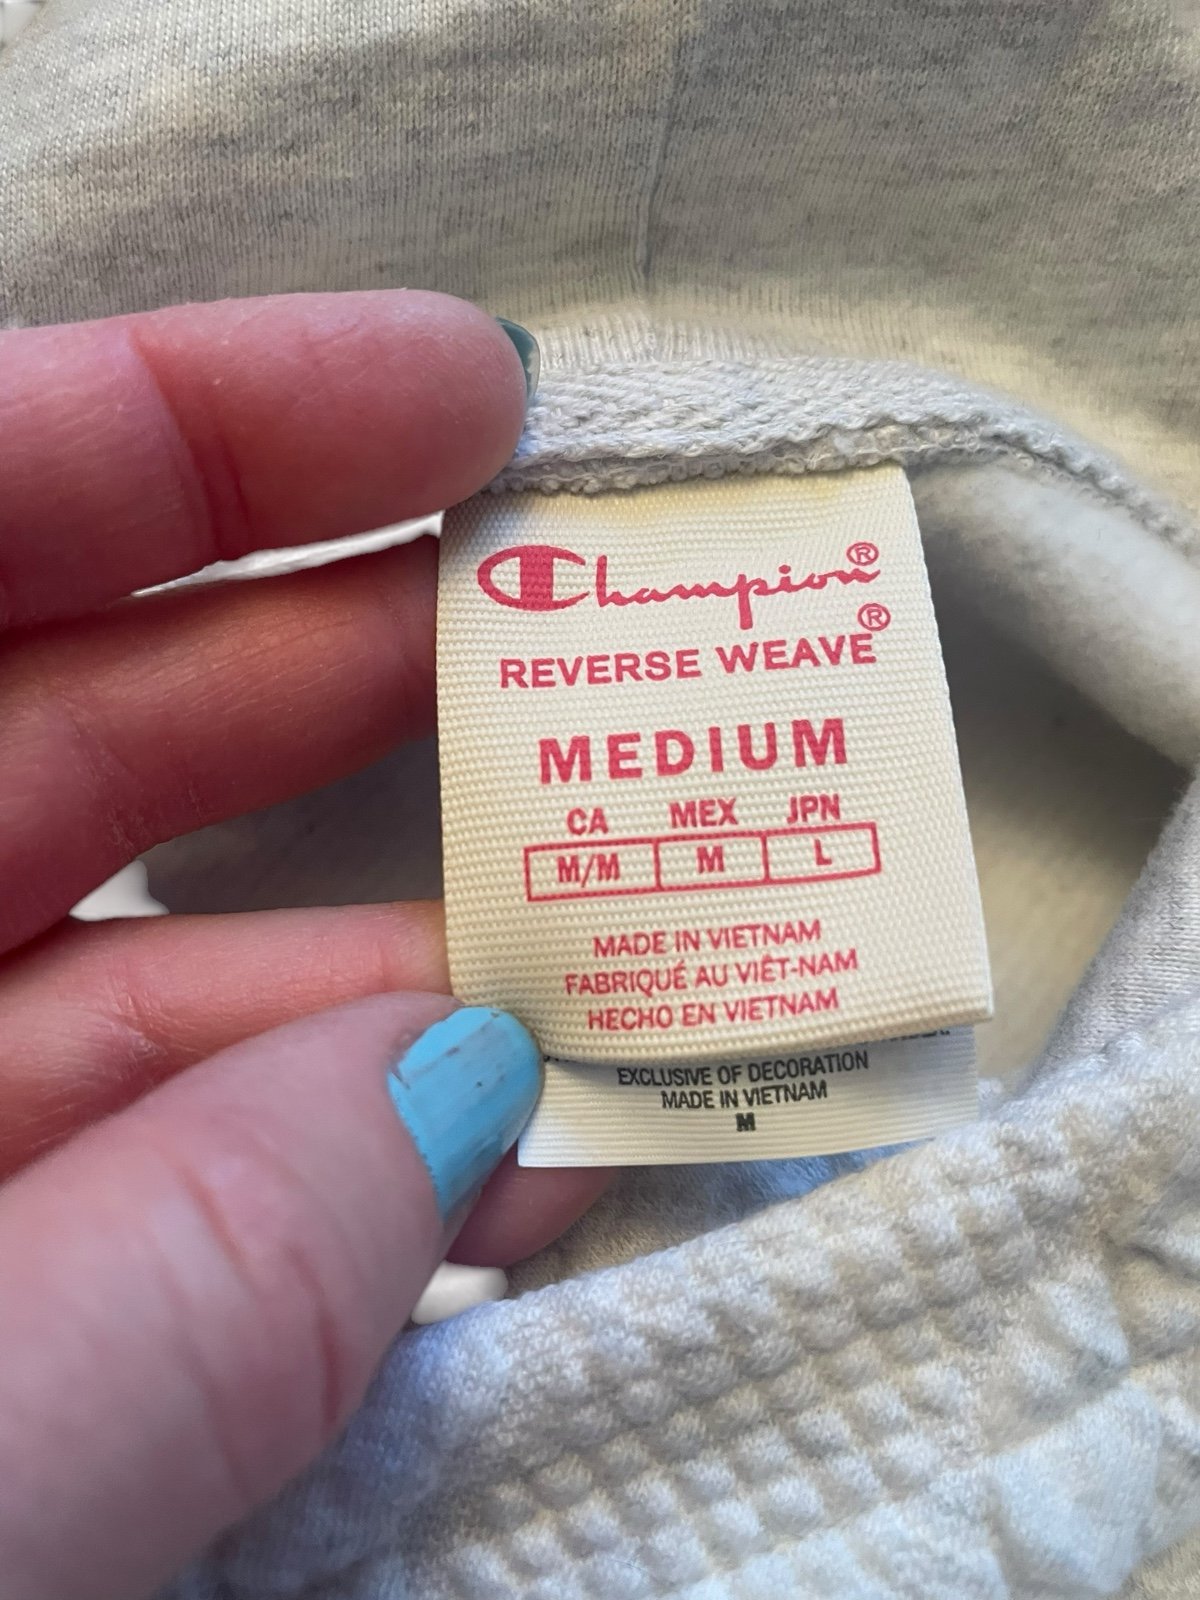 Champion®
REVERSE WEAVE®
MEDIUM
CA MEX JPN
M/M M L
MADE IN VIETNAM
FABRIQUÉ AU VIÊT-NAM
HECHO EN VIETNAM
EXCLUSIVE OF DECORATION
MADE IN VIETNAM
M